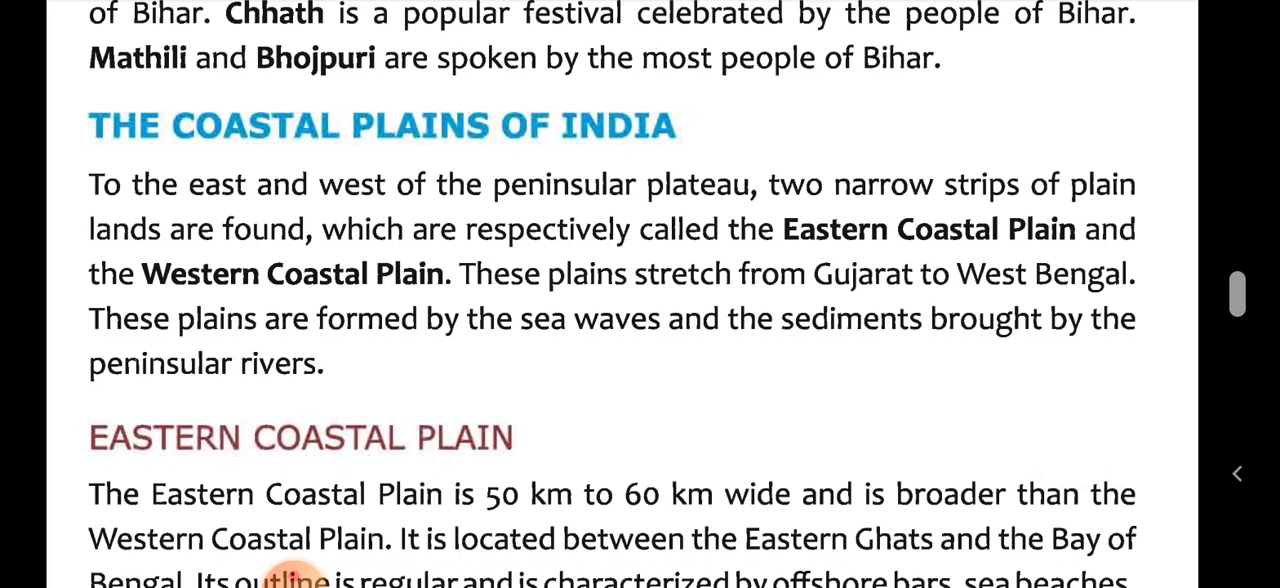 of Bihar. Chhath is a popular festival celebrated by the people of Bihar.
Mathili and Bhojpuri are spoken by the most people of Bihar.
THE COASTAL PLAINS OF INDIA
To the east and west of the peninsular plateau, two narrow strips of plain
lands are found, which are respectively called the Eastern Coastal Plain and
the Western Coastal Plain. These plains stretch from Gujarat to West Bengal.
These plains are formed by the sea waves and the sediments brought by the
peninsular rivers.
EASTERN COASTAL PLAIN
The Eastern Coastal Plain is 50 km to 60 km wide and is broader than the
Western Coastal Plain. It is located between the Eastern Ghats and the Bay of
Bengal. Its outline is regular and is characterized by offshore bars, sea beaches,